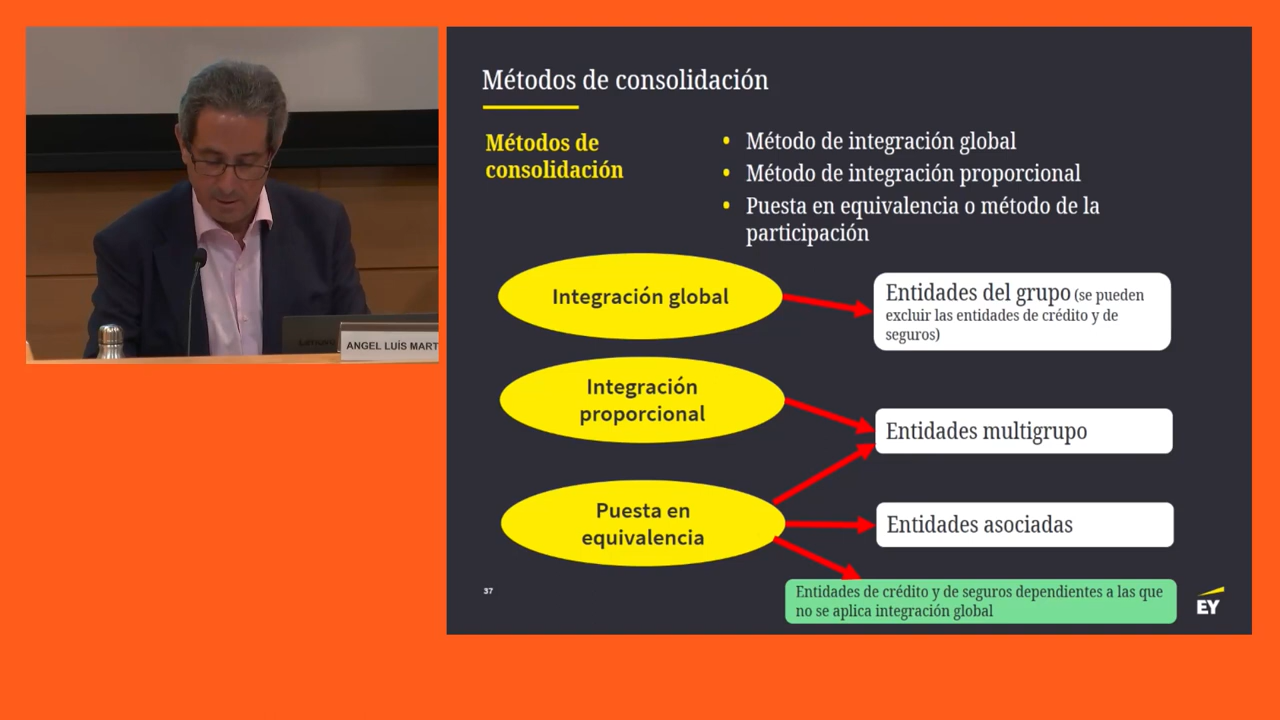 ANGEL LUÍS MART
Métodos de consolidación
Métodos de
consolidación
• Método de integración global
• Método de integración proporcional
• Puesta en equivalencia o método de la
participación
Integración global
Entidades del grupo (se pueden
excluir las entidades de crédito y de
seguros)
Integración
proporcional
Entidades multigrupo
Puesta en
equivalencia
Entidades asociadas
Entidades de crédito y de seguros dependientes a las que
no se aplica integración global
37
EY